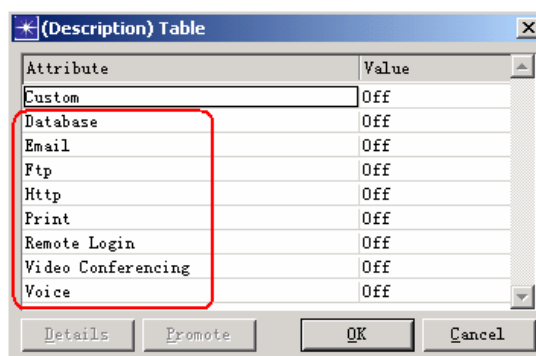 (Description) Table
Attribute Value
Custom Off
Database Off
Email Off
Ftp Off
Http Off
Print Off
Remote Login Off
Video Conferencing Off
Voice Off
Details Promote OK Cancel